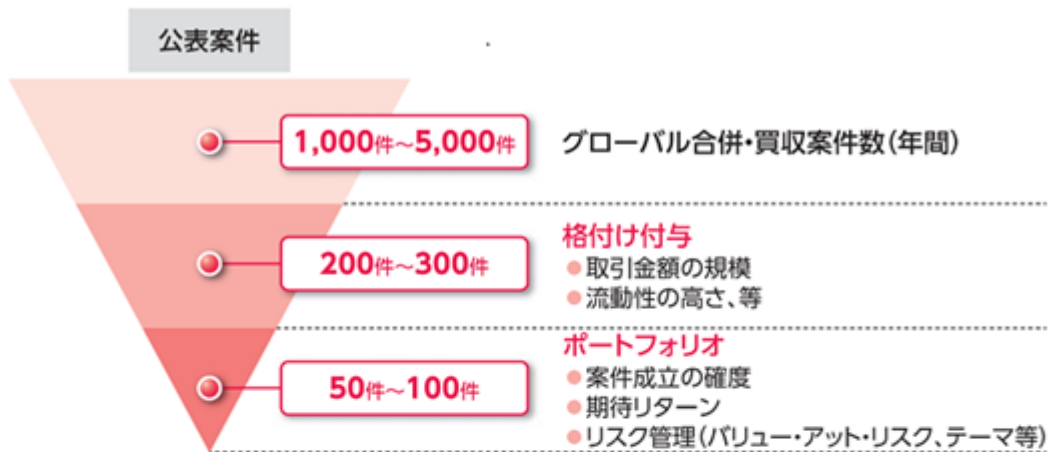 公表案件
1,000件～5,000件
グローバル合併・買収案件数（年間）
200件～300件
格付け付与
●取引金額の規模
●流動性の高さ、等
50件～100件
ポートフォリオ
●案件成立の確度
●期待リターン
●リスク管理（バリュー・アット・リスク、テーマ等）